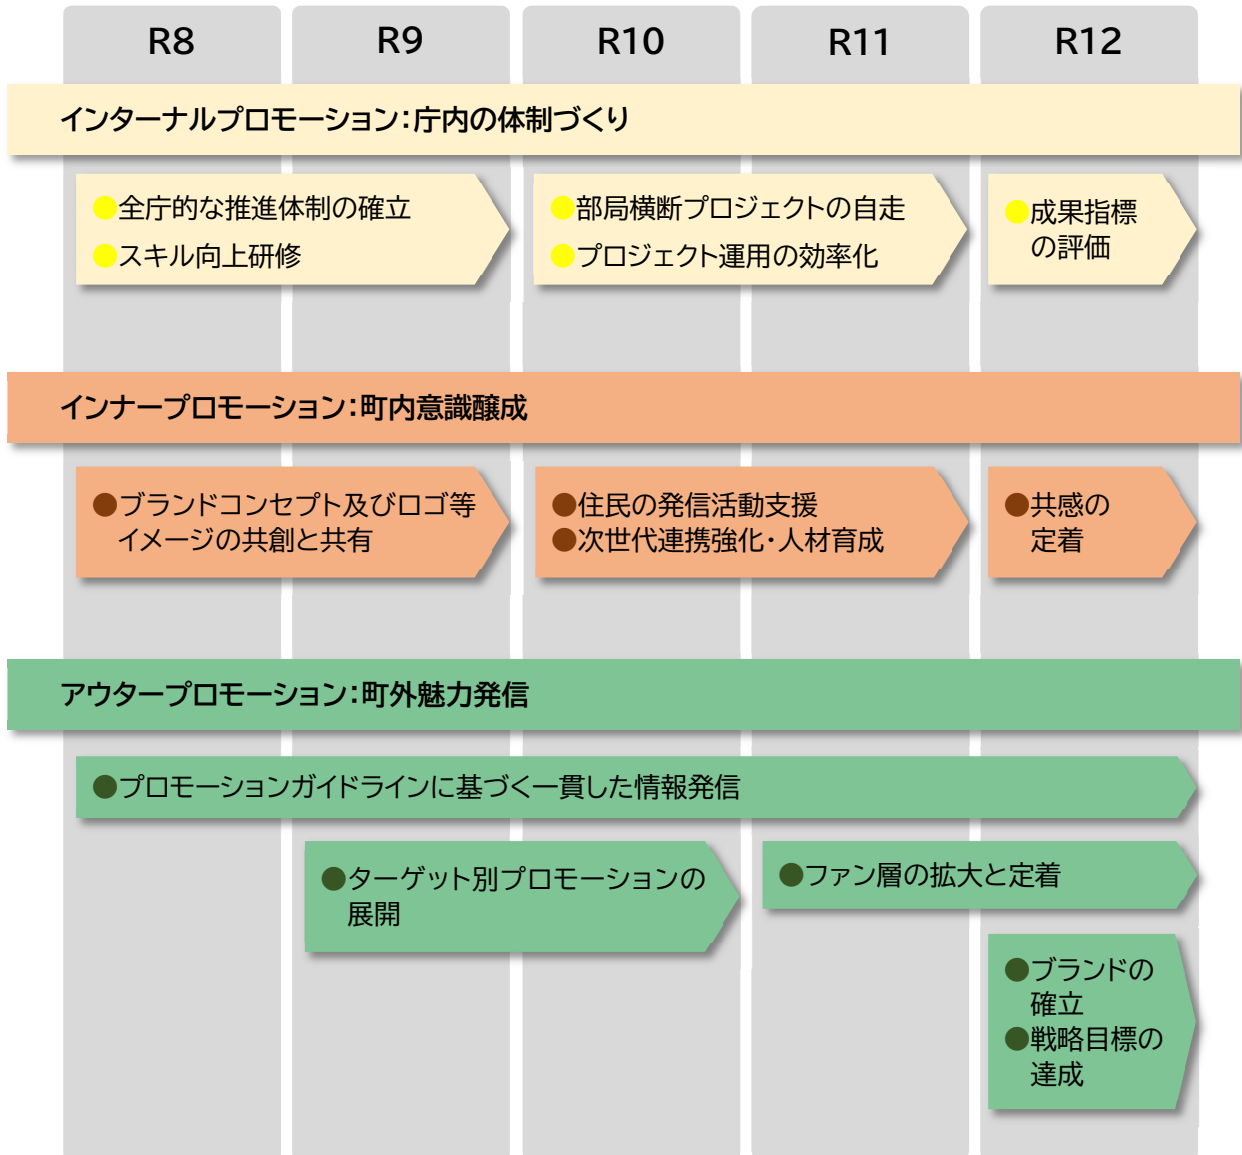 R8 R9 R10 R11 R12
インターナルプロモーション：庁内の体制づくり
●全庁的な推進体制の確立
●スキル向上研修
●部局横断プロジェクトの自走
●プロジェクト運用の効率化
●成果指標
の評価
インナープロモーション：町内意識醸成
●ブランドコンセプト及びロゴ等
イメージの共創と共有
●住民の発信活動支援
●次世代連携強化・人材育成
●共感の
定着
アウタープロモーション：町外魅力発信
●プロモーションガイドラインに基づく一貫した情報発信
●ターゲット別プロモーションの
展開
●ファン層の拡大と定着
●ブランドの
確立
●戦略目標の
達成